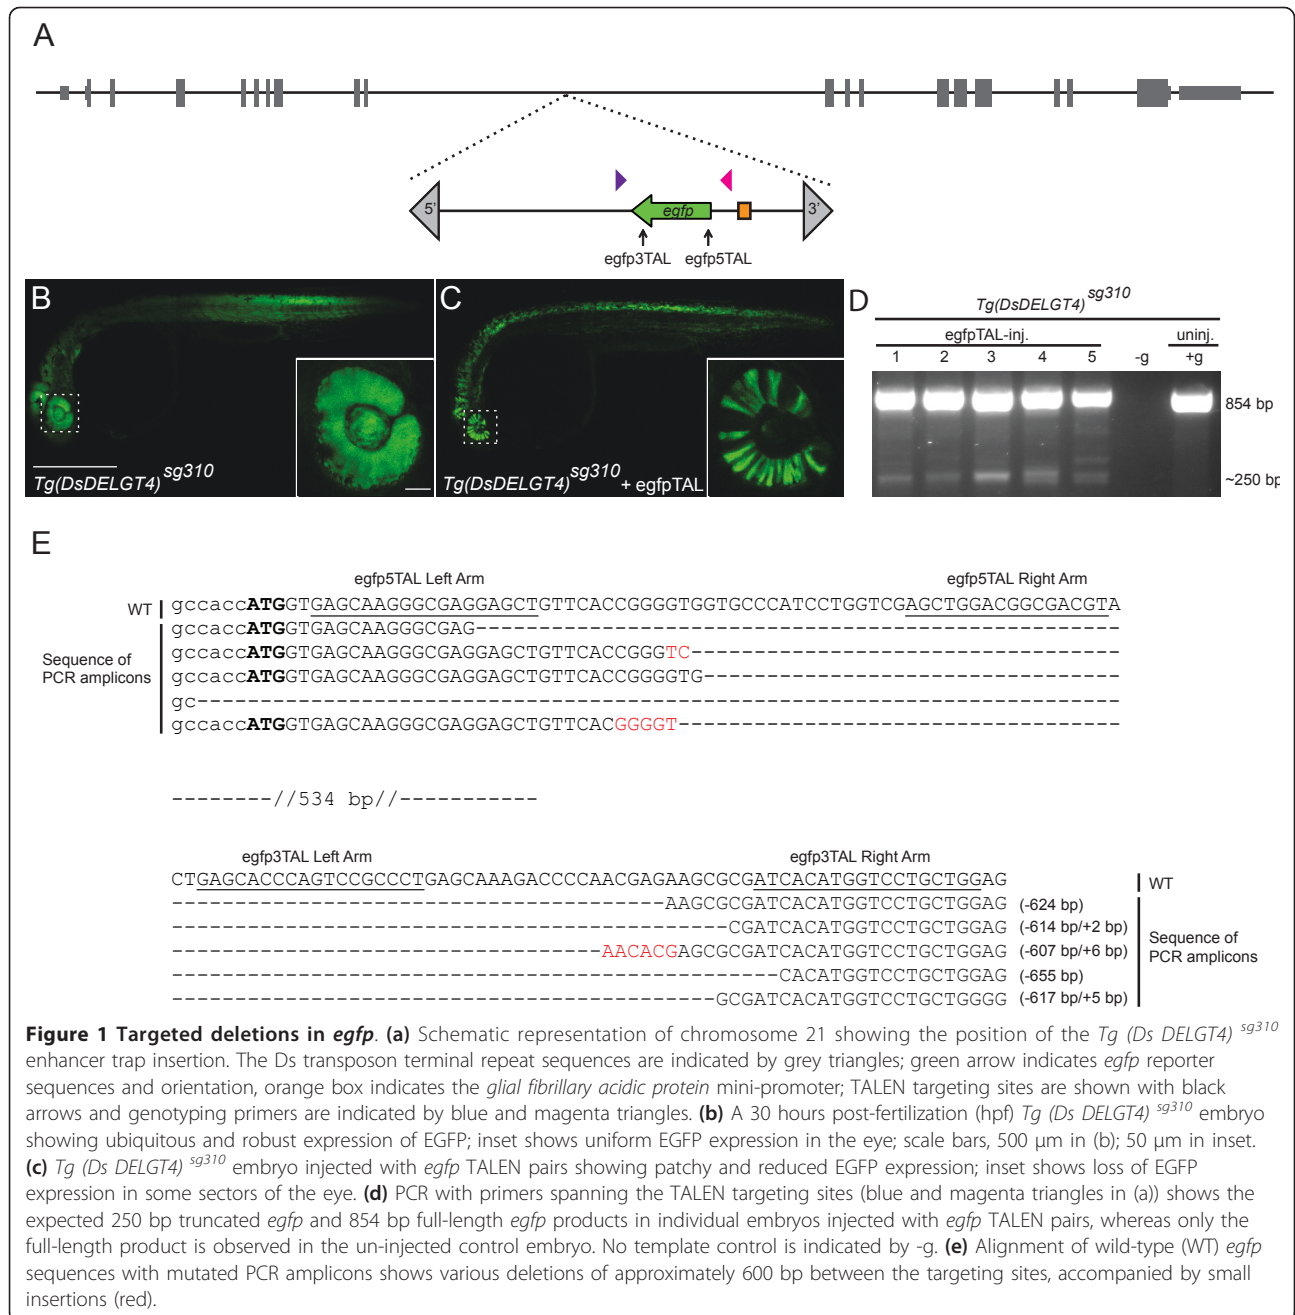 A
5'
egfp
3'
egfp3TAL
egfp5TAL
B
Tg(DsDELGT4)sg310
C
Tg(DsDELGT4)sg310 + egfpTAL
D
Tg(DsDELGT4)sg310
egfpTAL-inj.
uninj.
1 2 3 4 5 -g +g
854 bp
~250 bp
E
egfp5TAL Left Arm egfp5TAL Right Arm
WT gccaccATGGTGAGCAAGGGCGAGGAGCTGTTCACCGGGGTGGTGCCCATCCTGGTCGAGCTGGACGGCGACGTA
Sequence of
PCR amplicons
gccaccATGGTGAGCAAGGGCGAG----------------------------------------------------
gccaccATGGTGAGCAAGGGCGAGGAGCTGTTCACCGGGTC-----------------------------------
gccaccATGGTGAGCAAGGGCGAGGAGCTGTTCACCGGGGTG----------------------------------
gc--------------------------------------------------------------------------
gccaccATGGTGAGCAAGGGCGAGGAGCTGTTCACGGGGT------------------------------------
--------//534 bp//-----------
egfp3TAL Left Arm egfp3TAL Right Arm
CTGAGCACCCAGTCCGCCCTGAGCAAAGACCCCAACGAGAAGCGCGATCACATGGTCCTGCTGGAG WT
---------------------------------------AAGCGCGATCACATGGTCCTGCTGGAG (-624 bp)
--------------------------------------------CGATCACATGGTCCTGCTGGAG (-614 bp/+2 bp)
----------------------------------AACACGAGCGCGATCACATGGTCCTGCTGGAG (-607 bp/+6 bp)
------------------------------------------------CACATGGTCCTGCTGGAG (-655 bp)
-------------------------------------------GCGATCACATGGTCCTGCTGGGG (-617 bp/+5 bp)
Sequence of
PCR amplicons
Figure 1 Targeted deletions in egfp. (a) Schematic representation of chromosome 21 showing the position of the Tg (Ds DELGT4) sg310
enhancer trap insertion. The Ds transposon terminal repeat sequences are indicated by grey triangles; green arrow indicates egfp reporter
sequences and orientation, orange box indicates the glial fibrillary acidic protein mini-promoter; TALEN targeting sites are shown with black
arrows and genotyping primers are indicated by blue and magenta triangles. (b) A 30 hours post-fertilization (hpf) Tg (Ds DELGT4) sg310 embryo
showing ubiquitous and robust expression of EGFP; inset shows uniform EGFP expression in the eye; scale bars, 500 μm in (b); 50 μm in inset.
(c) Tg (Ds DELGT4) sg310 embryo injected with egfp TALEN pairs showing patchy and reduced EGFP expression; inset shows loss of EGFP
expression in some sectors of the eye. (d) PCR with primers spanning the TALEN targeting sites (blue and magenta triangles in (a)) shows the
expected 250 bp truncated egfp and 854 bp full-length egfp products in individual embryos injected with egfp TALEN pairs, whereas only the
full-length product is observed in the un-injected control embryo. No template control is indicated by -g. (e) Alignment of wild-type (WT) egfp
sequences with mutated PCR amplicons shows various deletions of approximately 600 bp between the targeting sites, accompanied by small
insertions (red).